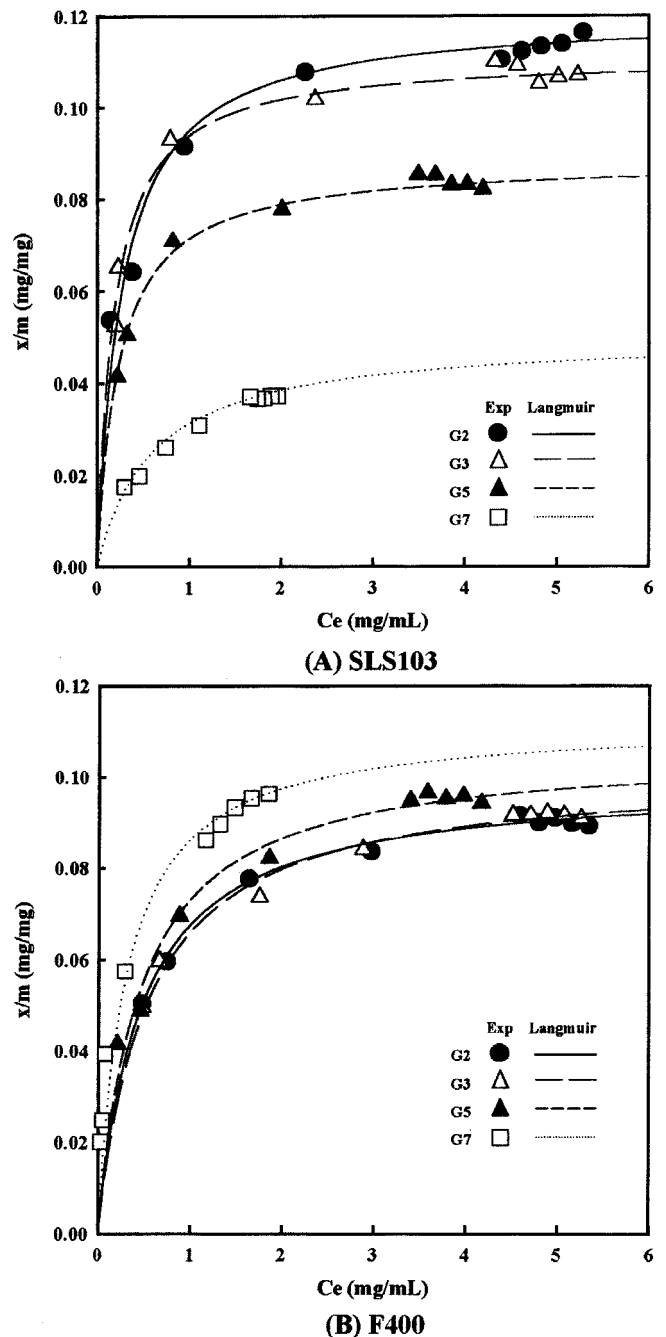 0.12
0.10
0.08
0.06
0.04
0.02
0.00
x/m (mg/mg)
Exp Langmuir
G2
G3
G5
G7
0 1 2 3 4 5 6
Ce (mg/mL)
(A) SLS103
0.12
0.10
0.08
0.06
0.04
0.02
0.00
x/m (mg/mg)
Exp Langmuir
G2
G3
G5
G7
0 1 2 3 4 5 6
Ce (mg/mL)
(B) F400